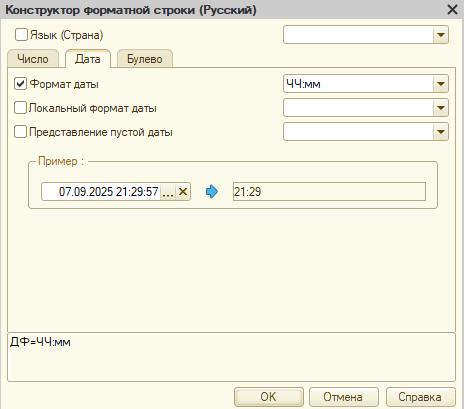 Конструктор форматной строки (Русский)
Язык (Страна)
Число Дата Булево
Формат даты ЧЧ:мм
Локальный формат даты
Представление пустой даты
Пример :
07.09.2025 21:29:57 ... 21:29
ДФ=ЧЧ:мм
OK Отмена Справка